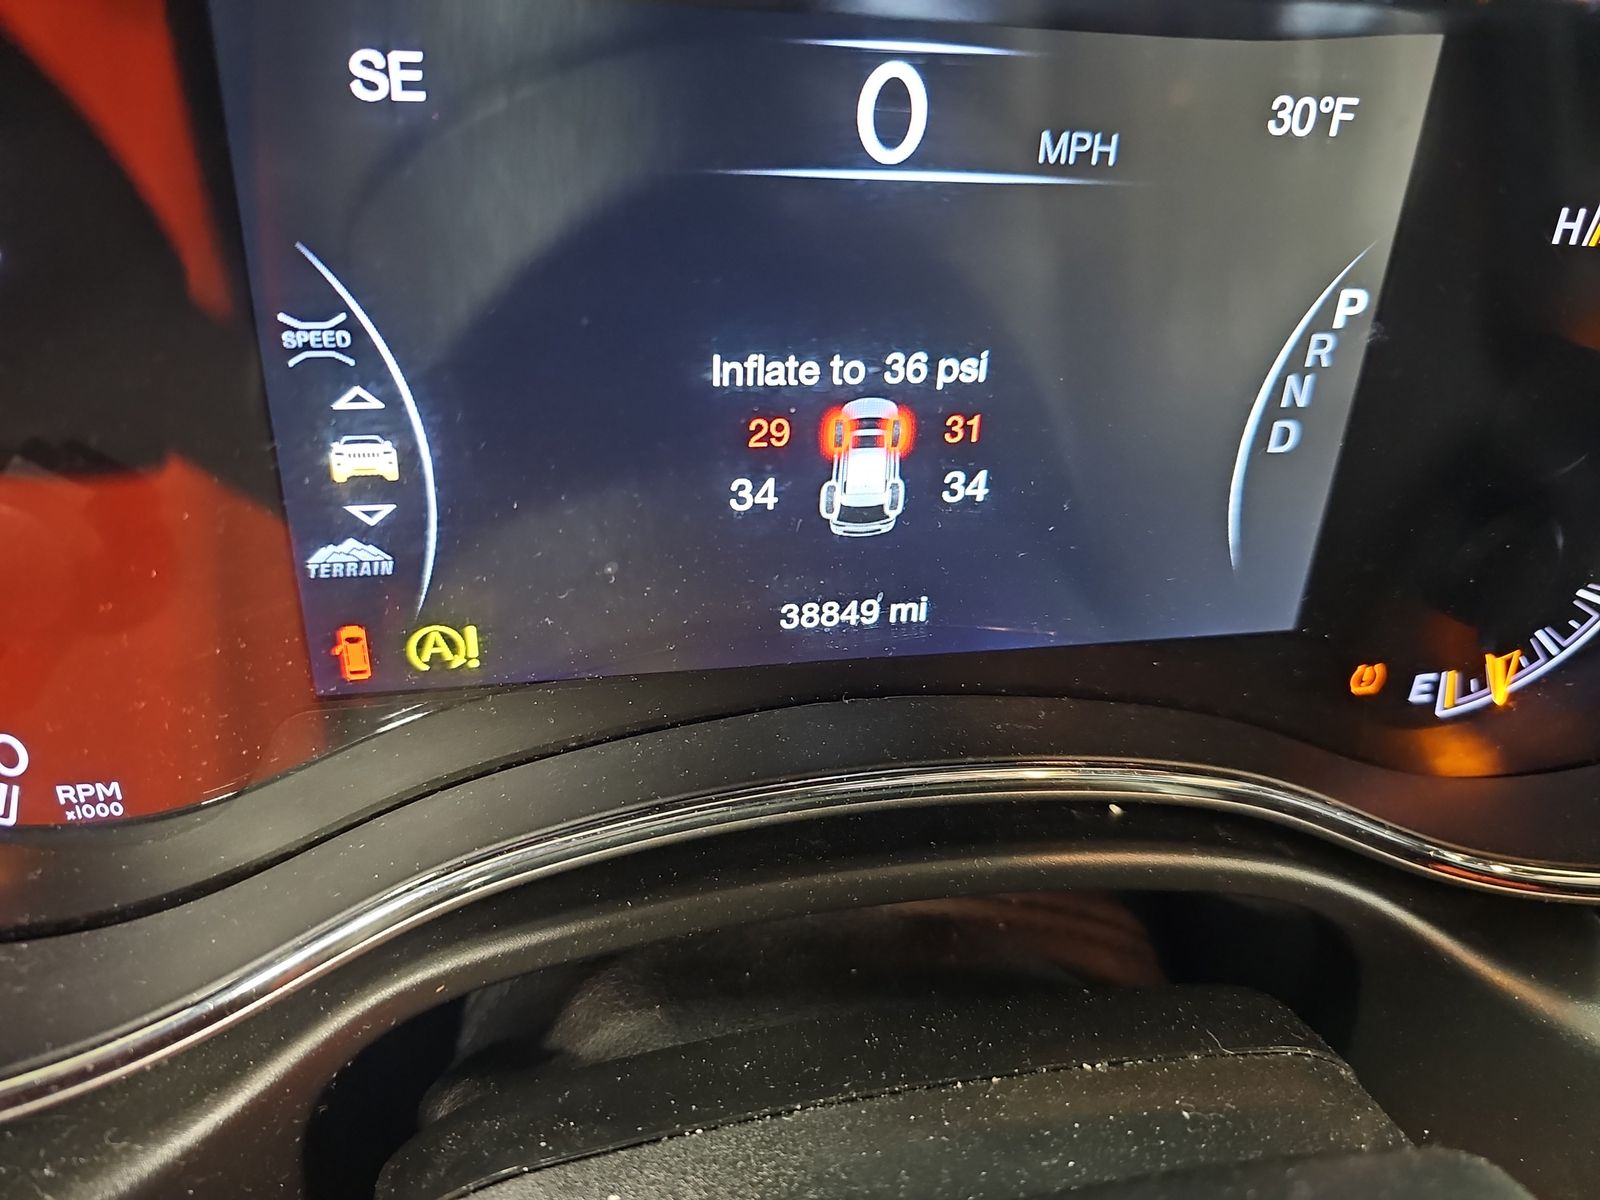 SE
0 MPH
30°F
H
SPEED
P
R
N
D
Inflate to 36 psi
29 31
34 34
TERRAIN
38849 mi
A!
E
RPM
x1000